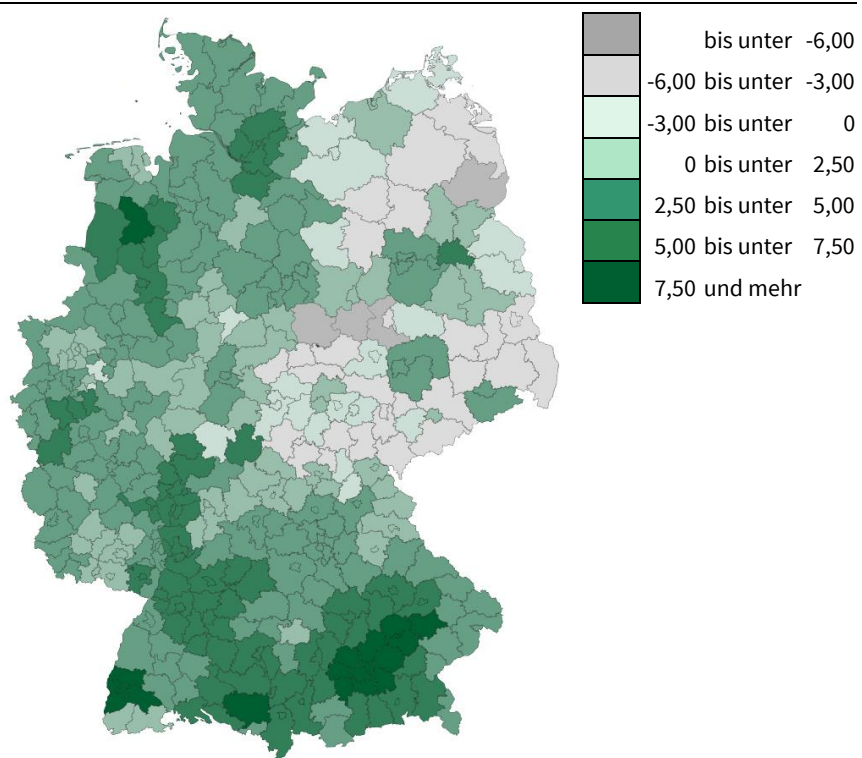 bis unter -6,00
-6,00 bis unter -3,00
-3,00 bis unter 0
0 bis unter 2,50
2,50 bis unter 5,00
5,00 bis unter 7,50
7,50 und mehr